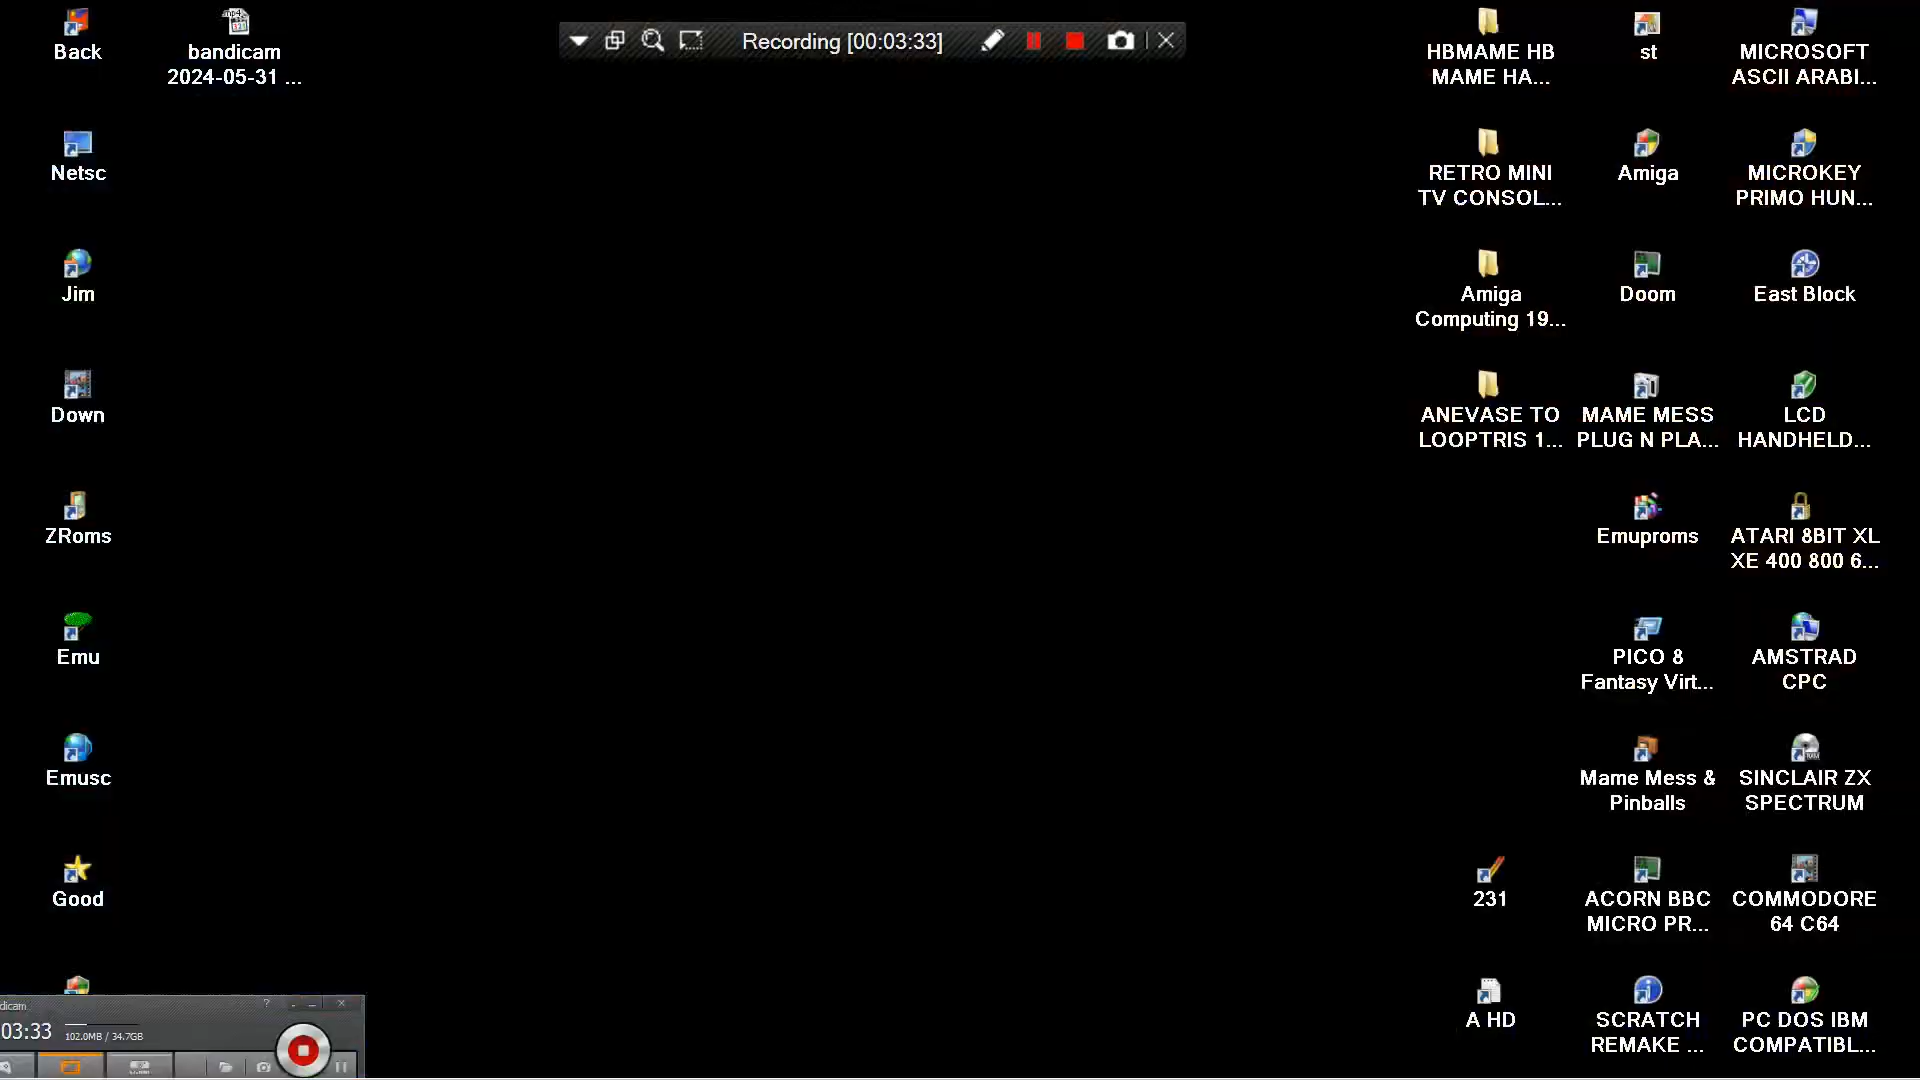 Back
bandicam
2024-05-31 ...
Recording [00:03:33]
HBMAME HB
MAME HA...
st
MICROSOFT
ASCII ARABI...
Netsc
RETRO MINI
TV CONSOL...
Amiga
MICROKEY
PRIMO HUN...
Jim
Amiga
Computing 19...
Doom
East Block
Down
ANEVASE TO
LOOPTRIS 1...
MAME MESS
PLUG N PLA...
LCD
HANDHELD...
ZRoms
Emuproms
ATARI 8BIT XL
XE 400 800 6...
Emu
PICO 8
Fantasy Virt...
AMSTRAD
CPC
Emusc
Mame Mess &
Pinballs
SINCLAIR ZX
SPECTRUM
Good
231
ACORN BBC
MICRO PR...
COMMODORE
64 C64
A HD
SCRATCH
REMAKE ...
PC DOS IBM
COMPATIBL...
dicam
03:33
102.0MB / 34.7GB